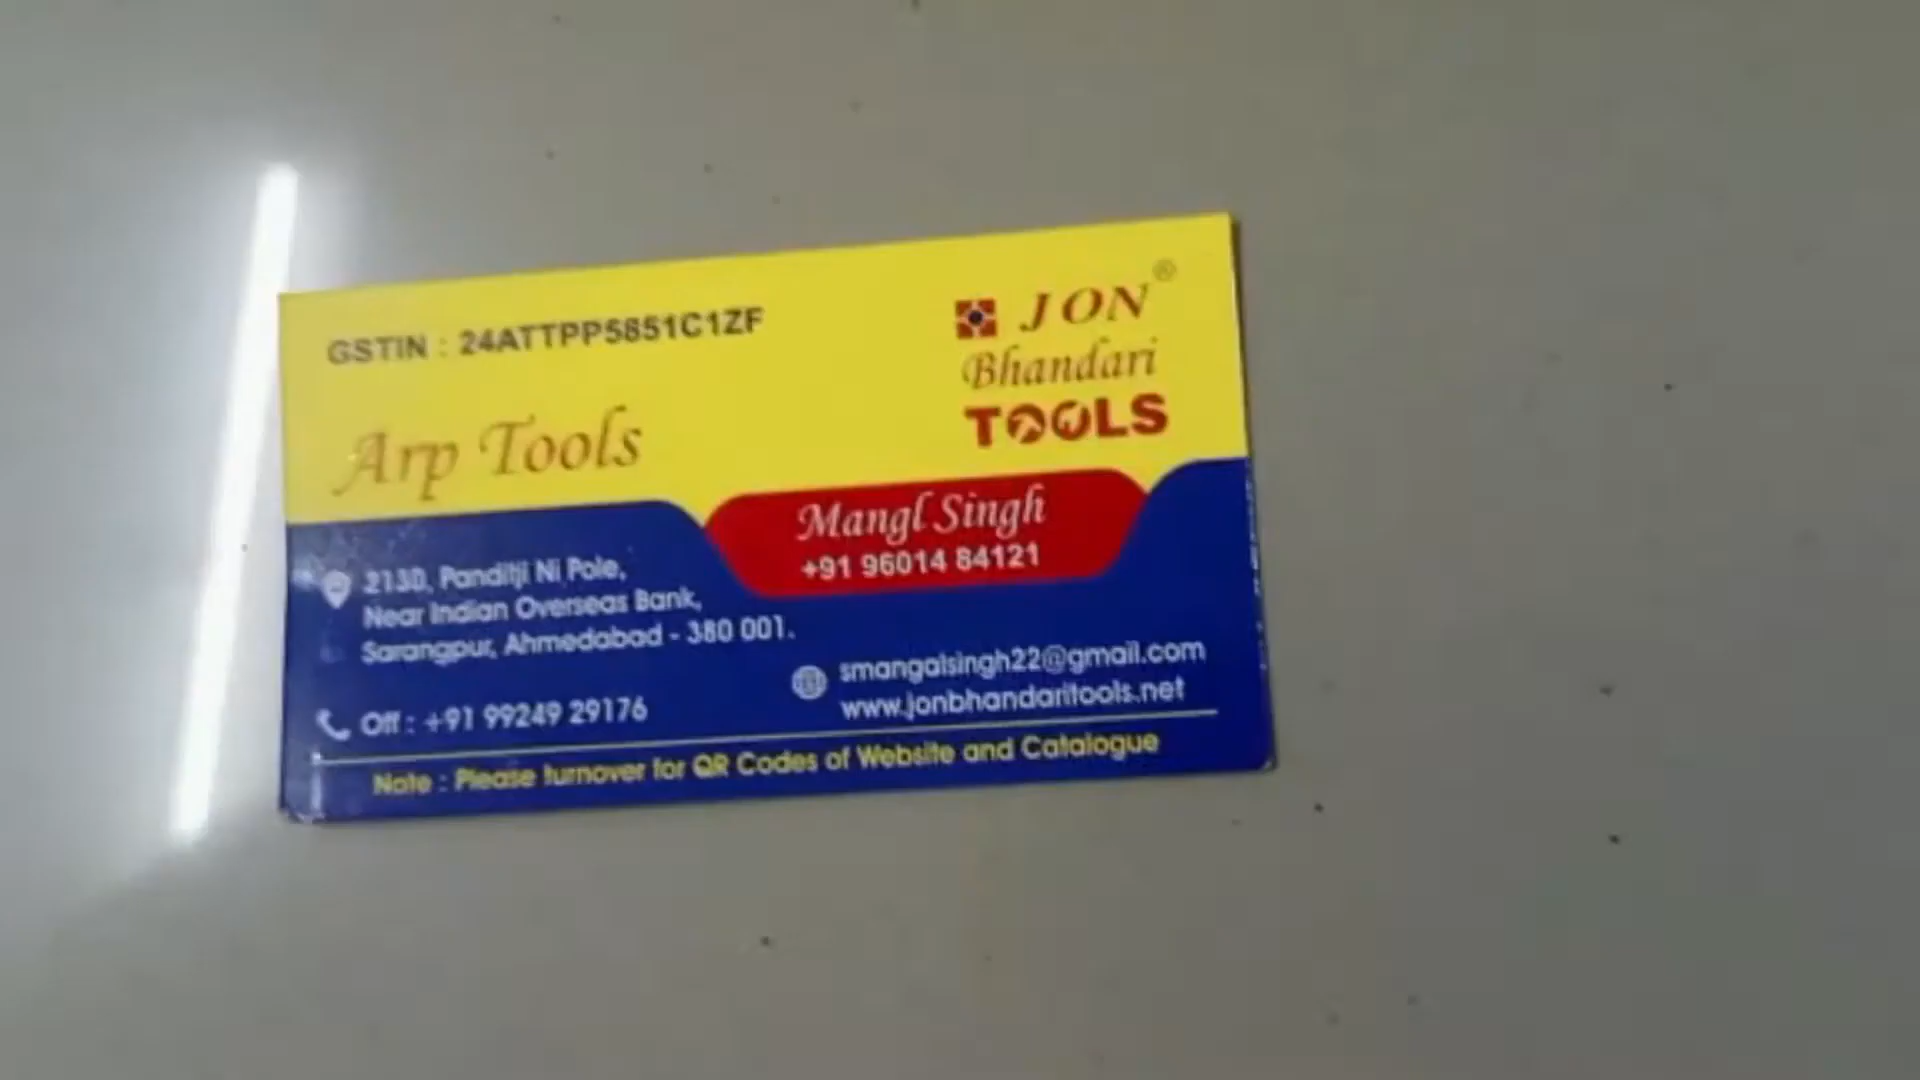 GSTIN : 24ATTPP5851C1ZF
JON ®
Bhandari
TOOLS
Arp Tools
Mangl Singh
+91 96014 84121
2130, Panditji Ni Pole,
Near Indian Overseas Bank,
Sarangpur, Ahmedabad - 380 001.
smangalsingh22@gmail.com
www.jonbhandaritools.net
Off : +91 99249 29176
Note : Please turnover for QR Codes of Website and Catalogue